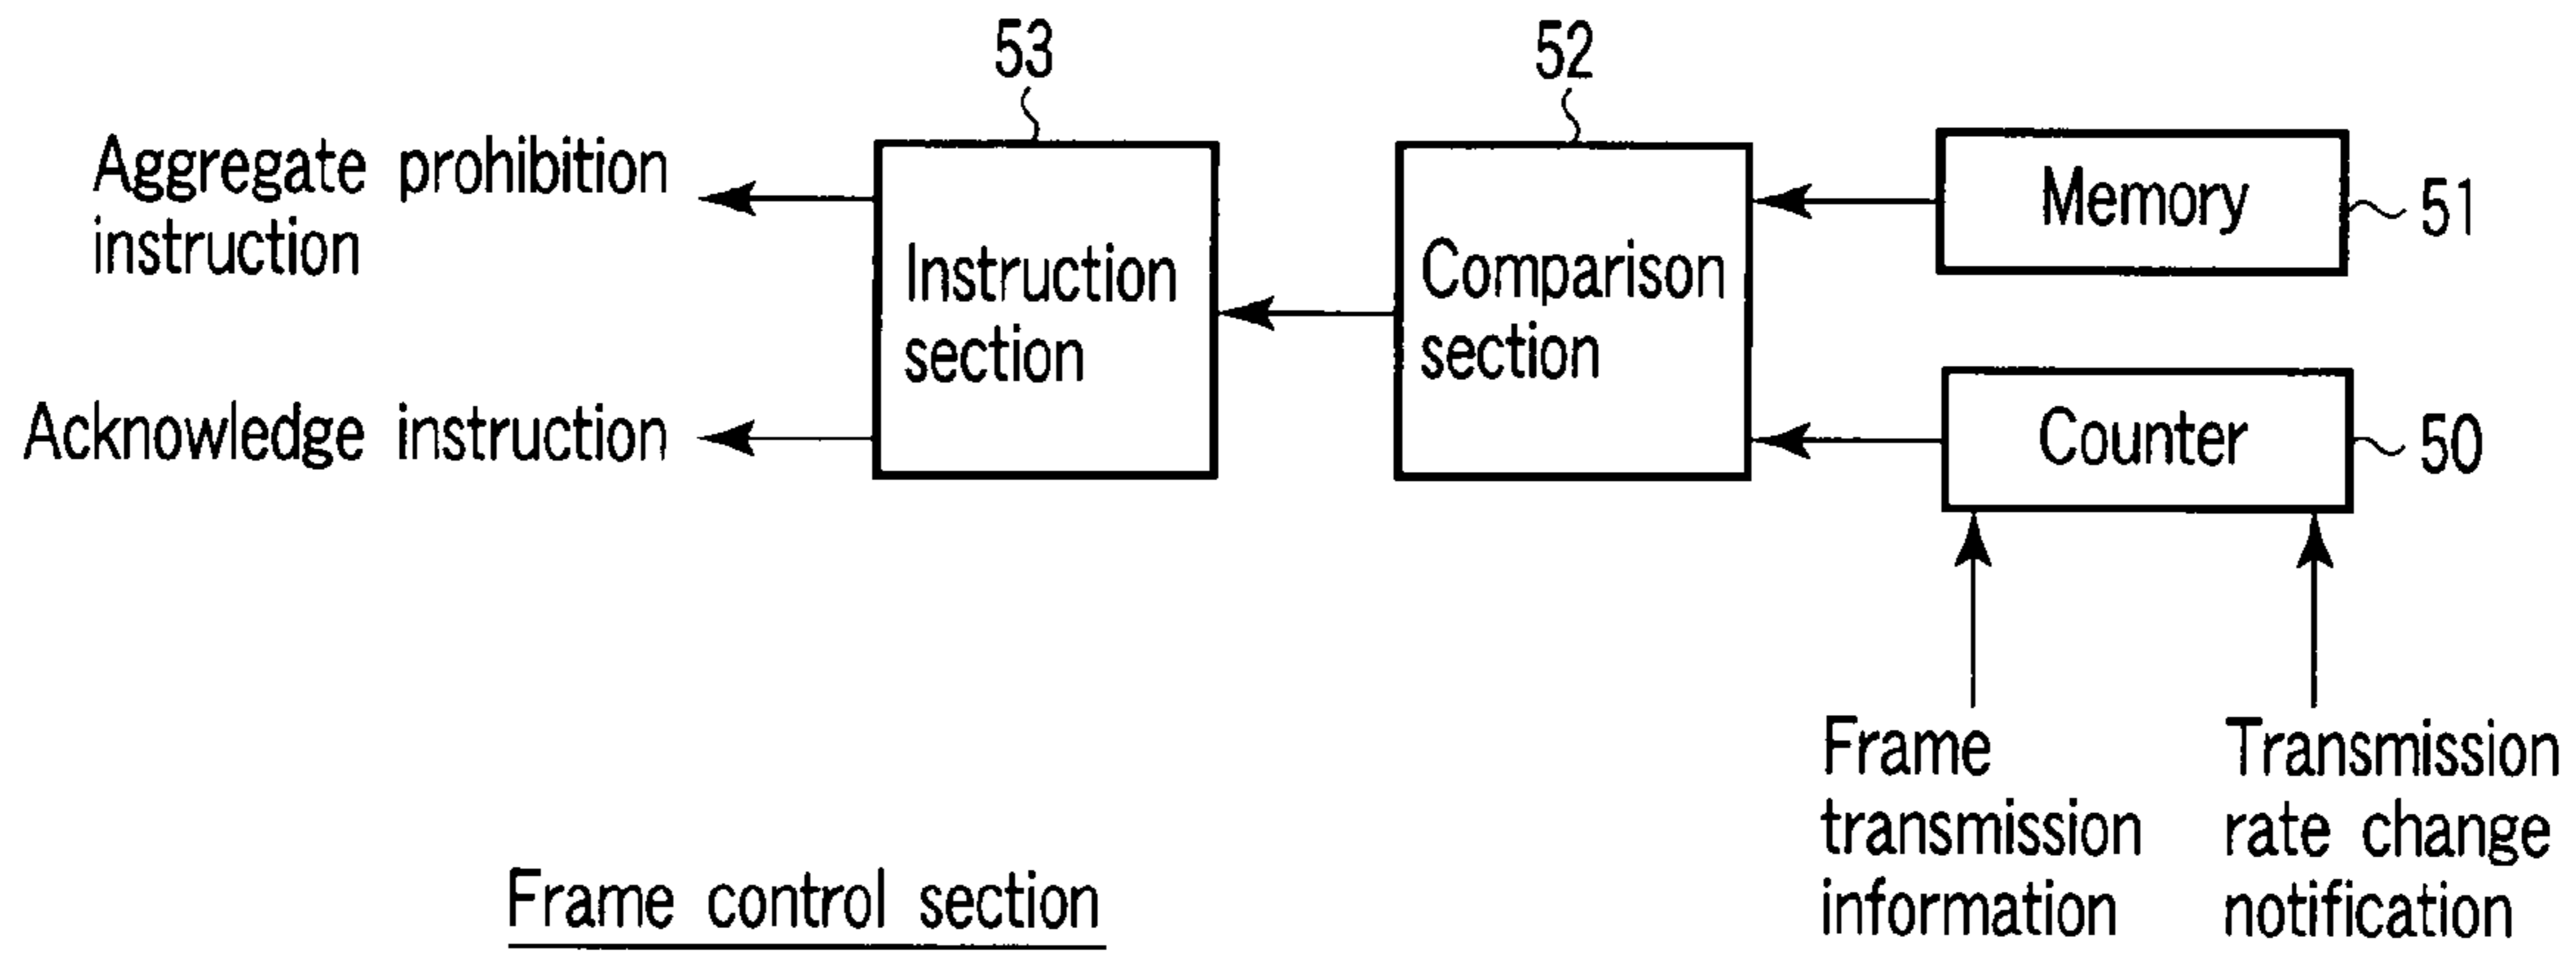 53
52
Aggregate prohibition
instruction
Instruction
section
Comparison
section
Memory
51
Acknowledge instruction
Counter
50
Frame
transmission
information
Transmission
rate change
notification
Frame control section